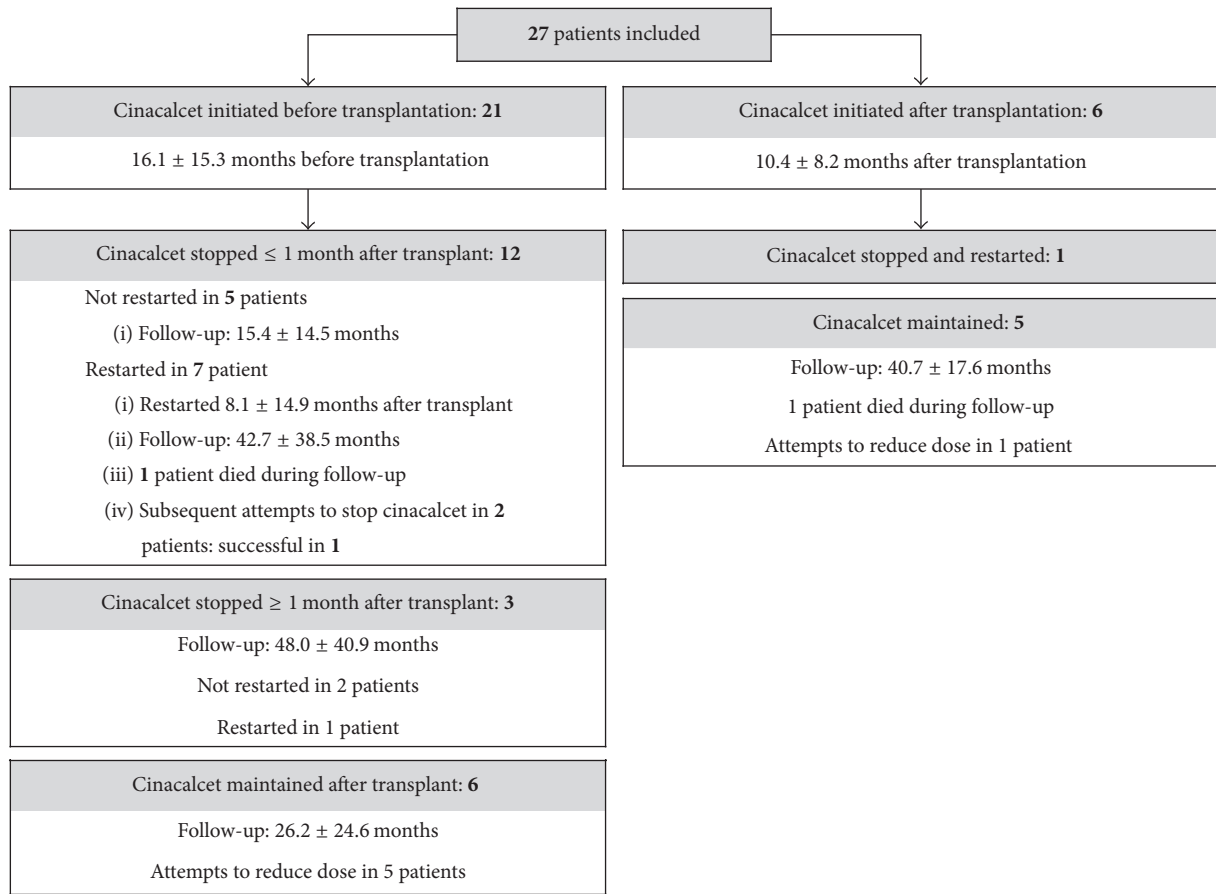 27 patients included
Cinacalcet initiated before transplantation: 21
16.1 ± 15.3 months before transplantation
Cinacalcet stopped ≤ 1 month after transplant: 12
Not restarted in 5 patients
(i) Follow-up: 15.4 ± 14.5 months
Restarted in 7 patient
(i) Restarted 8.1 ± 14.9 months after transplant
(ii) Follow-up: 42.7 ± 38.5 months
(iii) 1 patient died during follow-up
(iv) Subsequent attempts to stop cinacalcet in 2
patients: successful in 1
Cinacalcet stopped ≥ 1 month after transplant: 3
Follow-up: 48.0 ± 40.9 months
Not restarted in 2 patients
Restarted in 1 patient
Cinacalcet maintained after transplant: 6
Follow-up: 26.2 ± 24.6 months
Attempts to reduce dose in 5 patients
Cinacalcet initiated after transplantation: 6
10.4 ± 8.2 months after transplantation
Cinacalcet stopped and restarted: 1
Cinacalcet maintained: 5
Follow-up: 40.7 ± 17.6 months
1 patient died during follow-up
Attempts to reduce dose in 1 patient